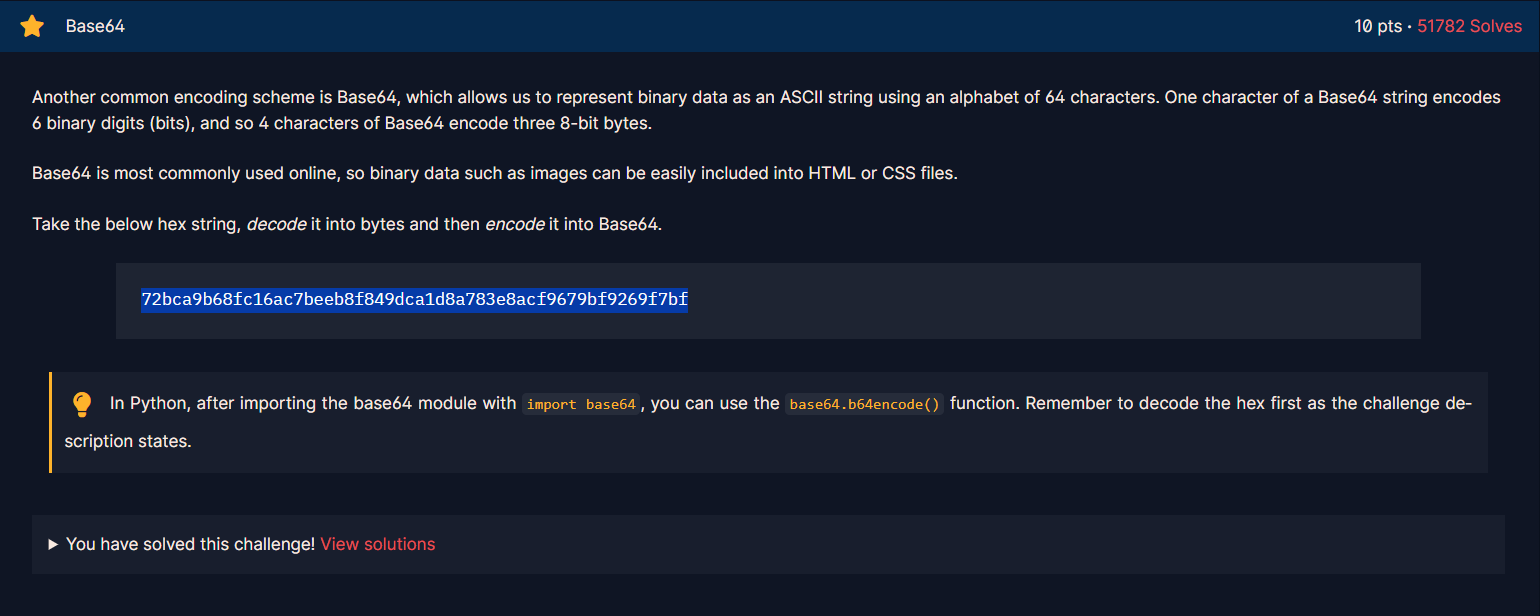 Base64
10 pts · 51782 Solves
Another common encoding scheme is Base64, which allows us to represent binary data as an ASCII string using an alphabet of 64 characters. One character of a Base64 string encodes
6 binary digits (bits), and so 4 characters of Base64 encode three 8-bit bytes.
Base64 is most commonly used online, so binary data such as images can be easily included into HTML or CSS files.
Take the below hex string, decode it into bytes and then encode it into Base64.
72bca9b68fc16ac7beeb8f849dca1d8a783e8acf9679bf9269f7bf
In Python, after importing the base64 module with import base64, you can use the base64.b64encode() function. Remember to decode the hex first as the challenge de-
scription states.
You have solved this challenge! View solutions